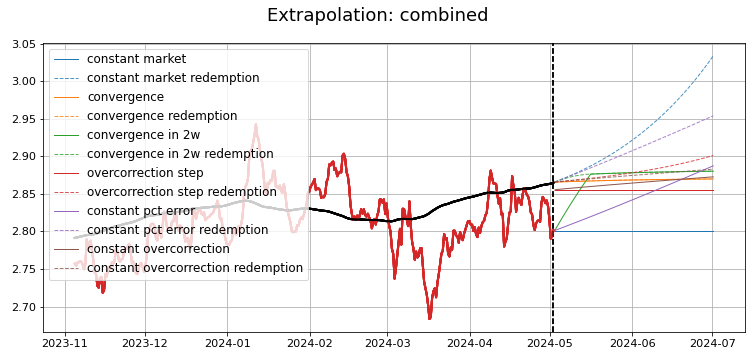 Extrapolation: combined
3.05
3.00
2.95
2.90
2.85
2.80
2.75
2.70
constant market
constant market redemption
convergence
convergence redemption
convergence in 2w
convergence in 2w redemption
overcorrection step
overcorrection step redemption
constant pct error
constant pct error redemption
constant overcorrection
constant overcorrection redemption
2023-11 2023-12 2024-01 2024-02 2024-03 2024-04 2024-05 2024-06 2024-07